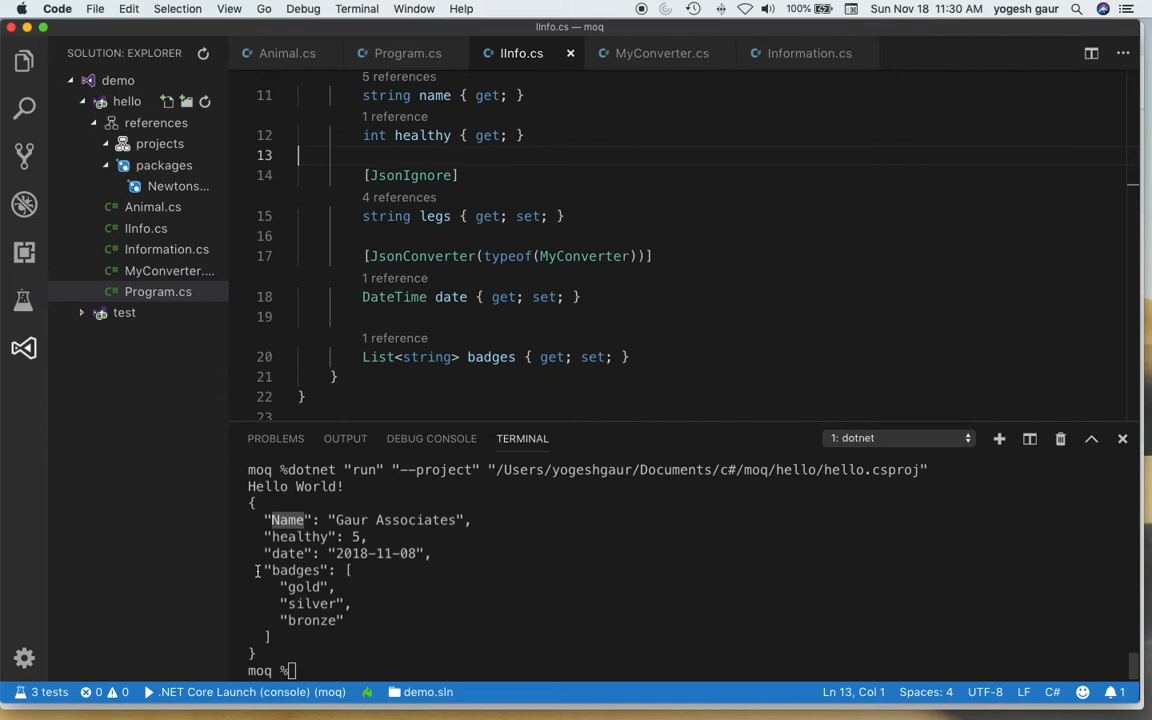 Code File Edit Selection View Go Debug Terminal Window Help 100% Sun Nov 18 11:30 AM yogesh gaur
IInfo.cs — moq
SOLUTION: EXPLORER
Animal.cs Program.cs IInfo.cs MyConverter.cs Information.cs
demo
hello
references
projects
packages
Newtons...
Animal.cs
IInfo.cs
Information.cs
MyConverter....
Program.cs
test
5 references
11 string name { get; }
1 reference
12 int healthy { get; }
13
14 [JsonIgnore]
4 references
15 string legs { get; set; }
16
17 [JsonConverter(typeof(MyConverter))]
1 reference
18 DateTime date { get; set; }
19
1 reference
20 List<string> badges { get; set; }
21 }
22 }
23
PROBLEMS OUTPUT DEBUG CONSOLE TERMINAL 1: dotnet
moq %dotnet "run" "--project" "/Users/yogeshgaur/Documents/c#/moq/hello/hello.csproj"
Hello World!
{
"Name": "Gaur Associates",
"healthy": 5,
"date": "2018-11-08",
"badges": [
"gold",
"silver",
"bronze"
]
}
moq %
3 tests 0 0 .NET Core Launch (console) (moq) demo.sln Ln 13, Col 1 Spaces: 4 UTF-8 LF C# 1